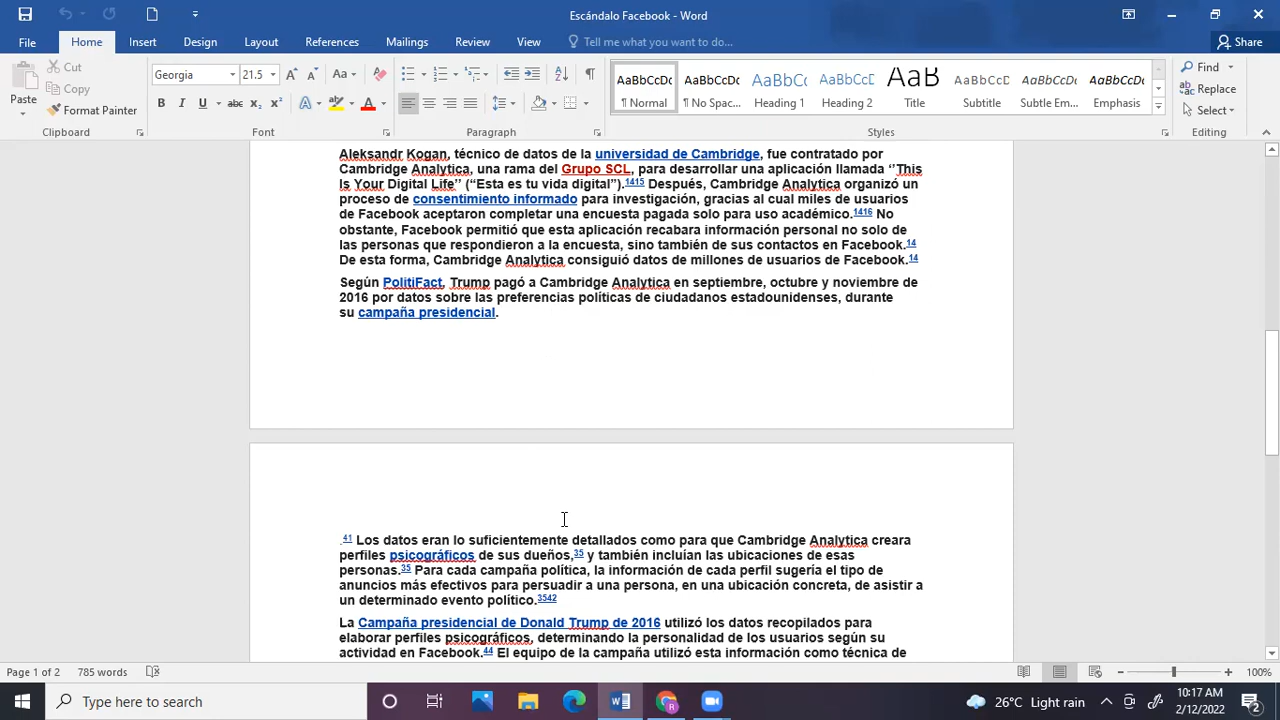 Escándalo Facebook - Word
File Home Insert Design Layout References Mailings Review View Tell me what you want to do... Share
Paste Cut Copy Format Painter Clipboard
Georgia 21.5 Font
Paragraph
AaBbCcDc ¶ Normal
AaBbCcDc ¶ No Spac...
AaBbCc Heading 1
AaBbCcC Heading 2
AaB Title
AaBbCcD Subtitle
AaBbCcDc Subtle Em...
AaBbCcDc Emphasis
Styles
Find Replace Select Editing
Aleksandr Kogan, técnico de datos de la universidad de Cambridge, fue contratado por
Cambridge Analytica, una rama del Grupo SCL, para desarrollar una aplicación llamada ‘’This
Is Your Digital Life’’ (“Esta es tu vida digital”).1415 Después, Cambridge Analytica organizó un
proceso de consentimiento informado para investigación, gracias al cual miles de usuarios
de Facebook aceptaron completar una encuesta pagada solo para uso académico.1416 No
obstante, Facebook permitió que esta aplicación recabara información personal no solo de
las personas que respondieron a la encuesta, sino también de sus contactos en Facebook.14
De esta forma, Cambridge Analytica consiguió datos de millones de usuarios de Facebook.14
Según PolitiFact, Trump pagó a Cambridge Analytica en septiembre, octubre y noviembre de
2016 por datos sobre las preferencias políticas de ciudadanos estadounidenses, durante
su campaña presidencial.
.41 Los datos eran lo suficientemente detallados como para que Cambridge Analytica creara
perfiles psicográficos de sus dueños,35 y también incluían las ubicaciones de esas
personas.35 Para cada campaña política, la información de cada perfil sugería el tipo de
anuncios más efectivos para persuadir a una persona, en una ubicación concreta, de asistir a
un determinado evento político.3542
La Campaña presidencial de Donald Trump de 2016 utilizó los datos recopilados para
elaborar perfiles psicográficos, determinando la personalidad de los usuarios según su
actividad en Facebook.44 El equipo de la campaña utilizó esta información como técnica de
Page 1 of 2 785 words 100%
Type here to search
26°C Light rain
10:17 AM
2/12/2022
2